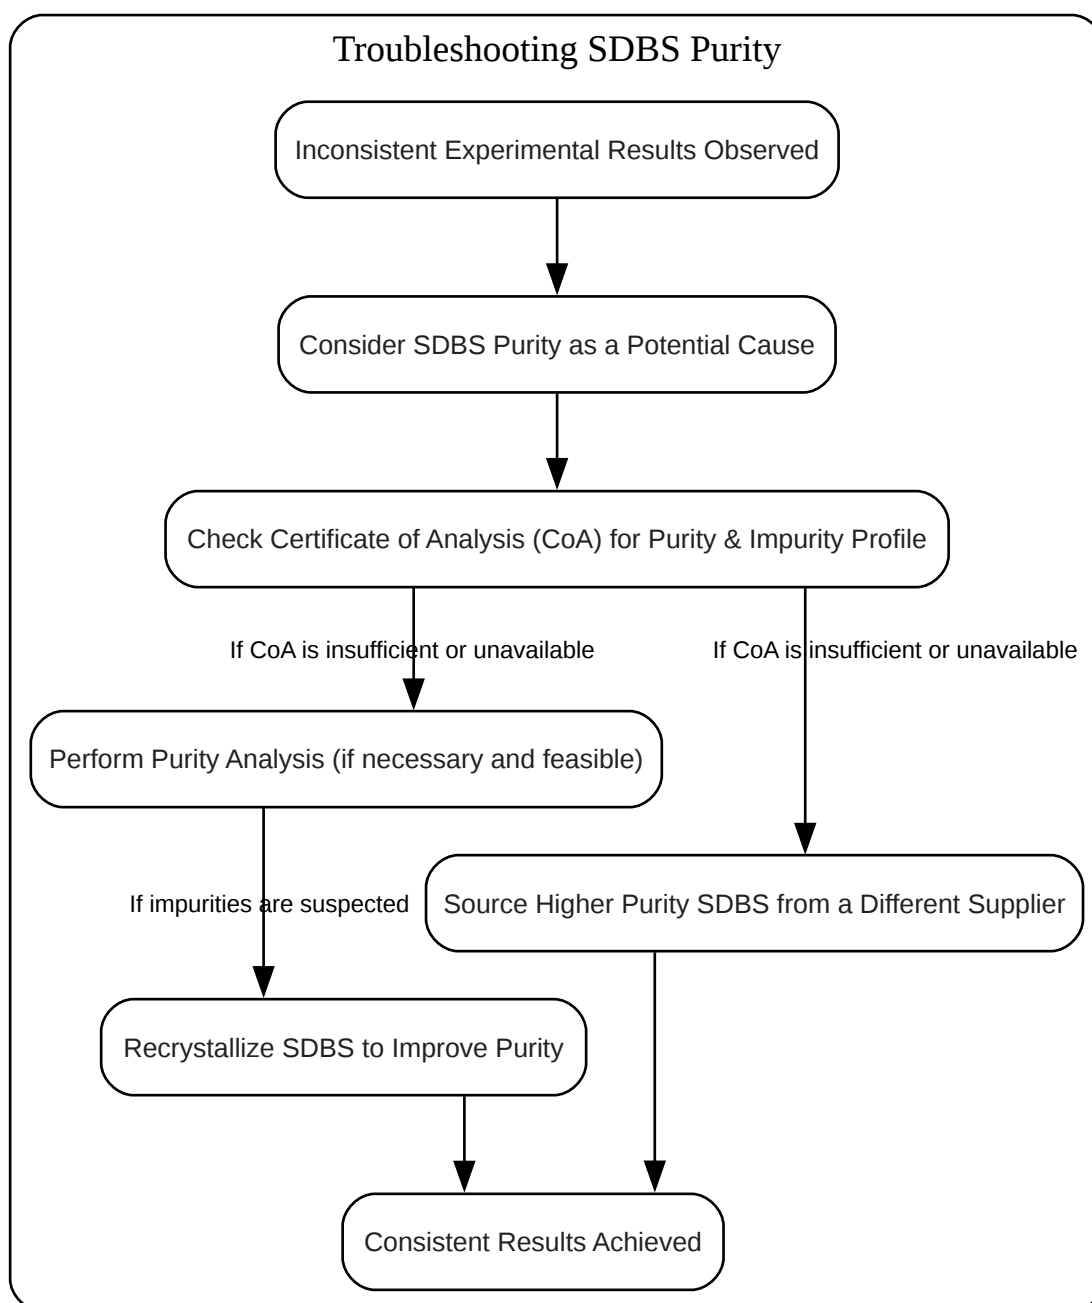 Troubleshooting SDBS Purity
Inconsistent Experimental Results Observed
Consider SDBS Purity as a Potential Cause
Check Certificate of Analysis (CoA) for Purity & Impurity Profile
If CoA is insufficient or unavailable
If CoA is insufficient or unavailable
Perform Purity Analysis (if necessary and feasible)
If impurities are suspected
Source Higher Purity SDBS from a Different Supplier
Recrystallize SDBS to Improve Purity
Consistent Results Achieved